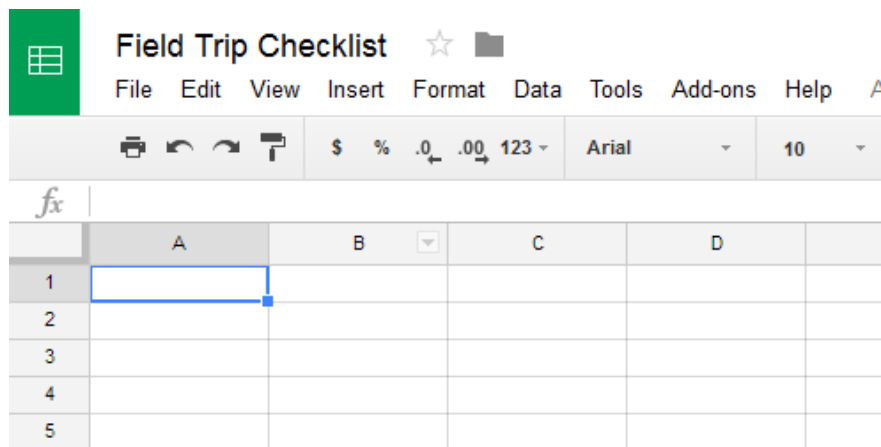 Field Trip Checklist
File Edit View Insert Format Data Tools Add-ons Help A
$ % .0 .00 123 Arial 10
fx
A B C D
1
2
3
4
5